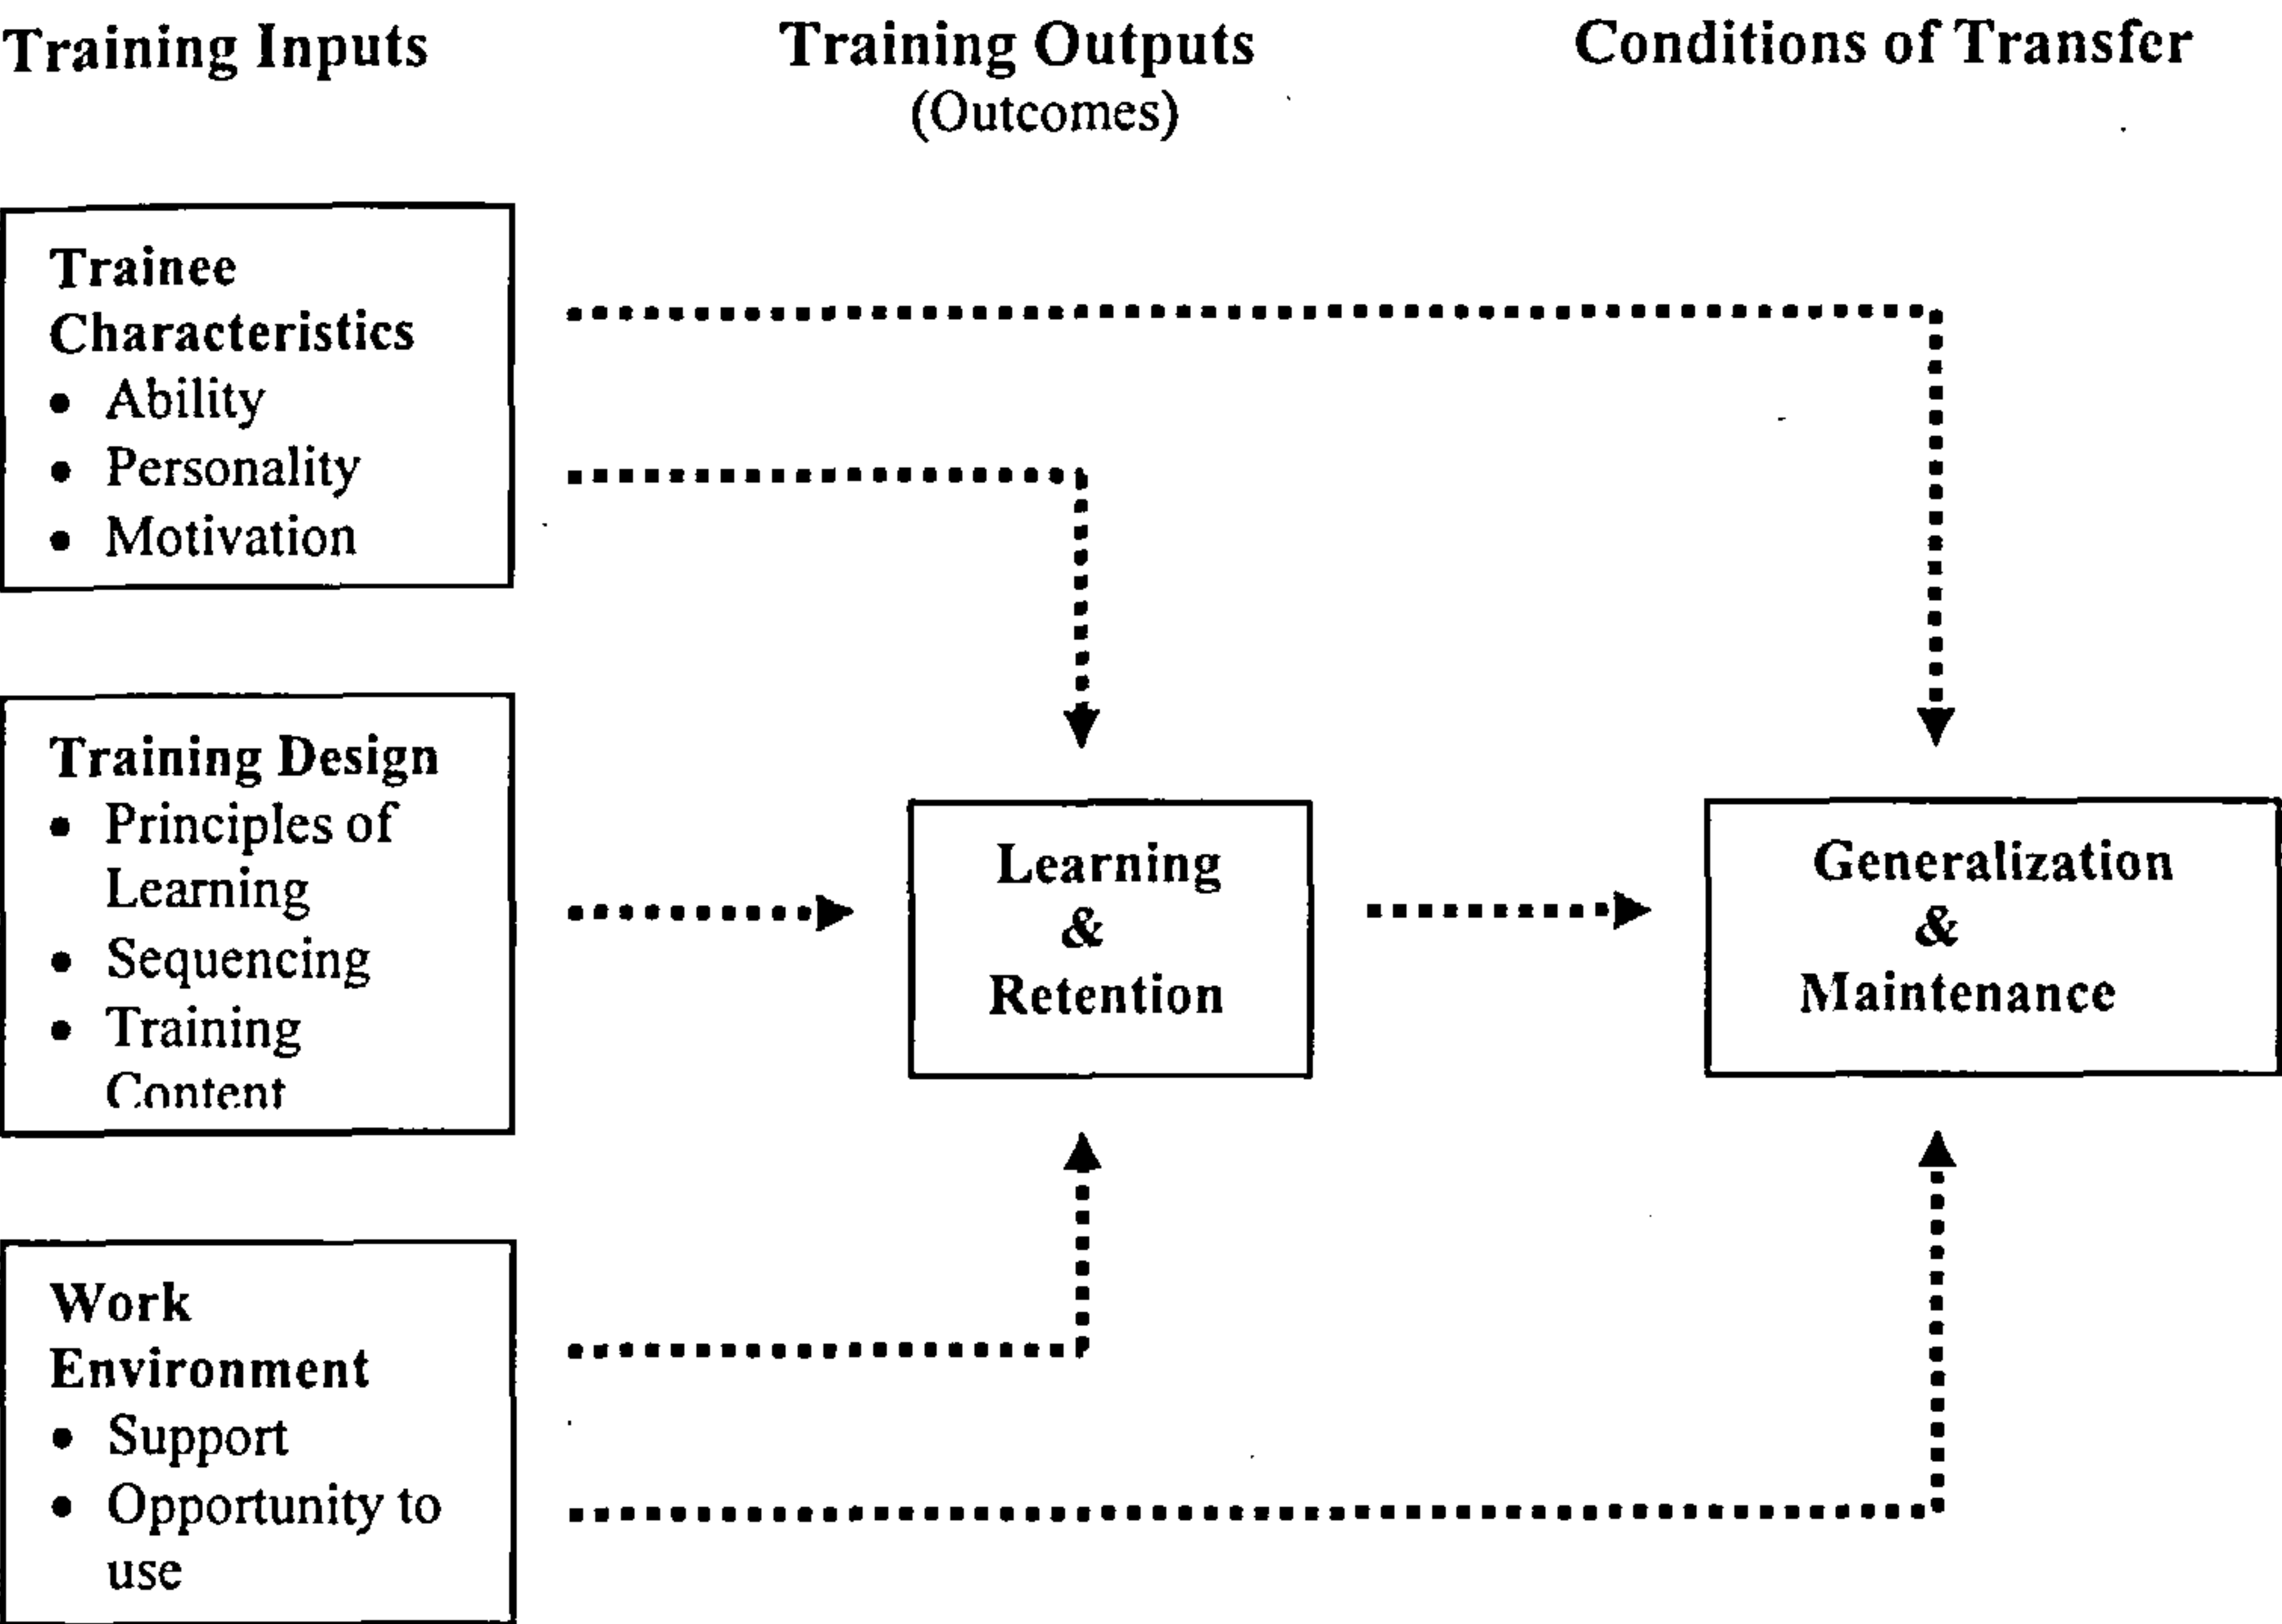 Training Inputs
Training Outputs
(Outcomes)
Conditions of Transfer
Trainee
Characteristics
• Ability
• Personality
• Motivation
Training Design
• Principles of
Learning
• Sequencing
• Training
Content
Work
Environment
• Support
• Opportunity to
use
Learning
&
Retention
Generalization
&
Maintenance